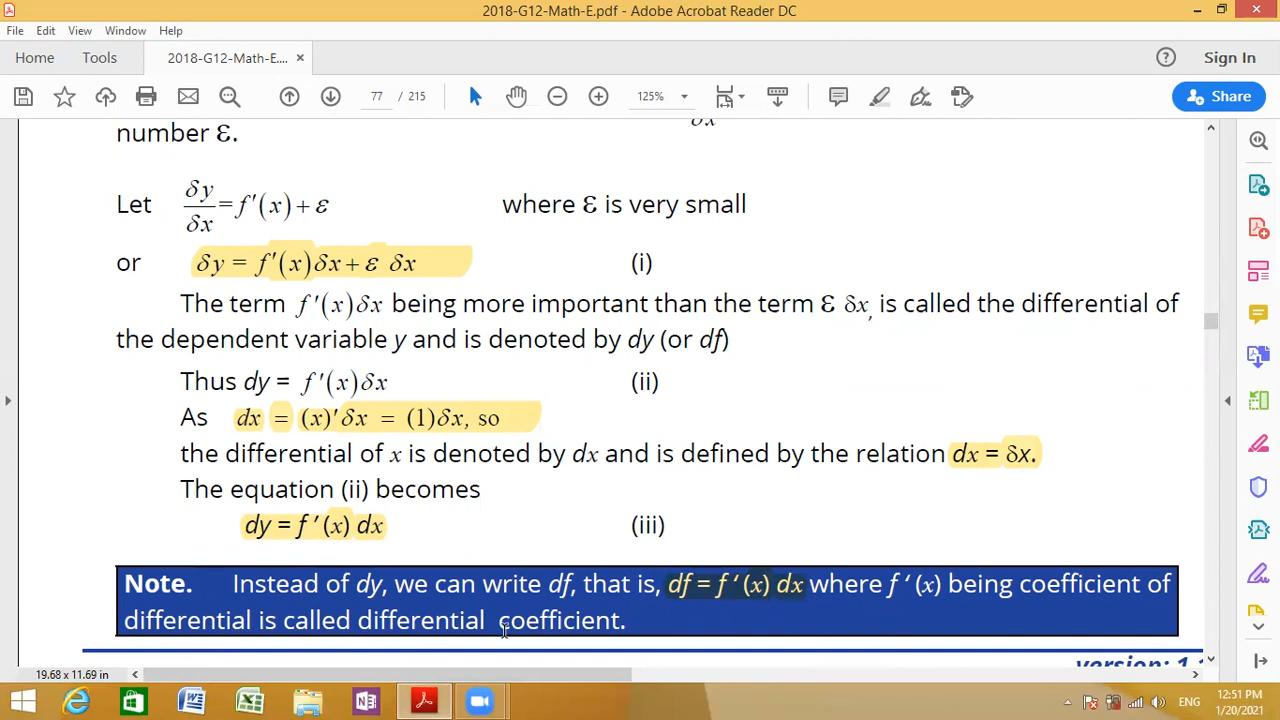 2018-G12-Math-E.pdf - Adobe Acrobat Reader DC
File Edit View Window Help
Home Tools 2018-G12-Math-E.... × Sign In
77 / 215 125% Share
δx
number ε.
Let δy/δx = f′(x) + ε where ε is very small
or δy = f′(x)δx + ε δx (i)
The term f′(x)δx being more important than the term ε δx, is called the differential of
the dependent variable y and is denoted by dy (or df)
Thus dy = f′(x)δx (ii)
As dx = (x)′δx = (1)δx, so
the differential of x is denoted by dx and is defined by the relation dx = δx.
The equation (ii) becomes
dy = f ′(x) dx (iii)
Note. Instead of dy, we can write df, that is, df = f ′(x) dx where f ′(x) being coefficient of
differential is called differential coefficient.
version: 1.1
19.68 x 11.69 in
ENG 12:51 PM
1/20/2021